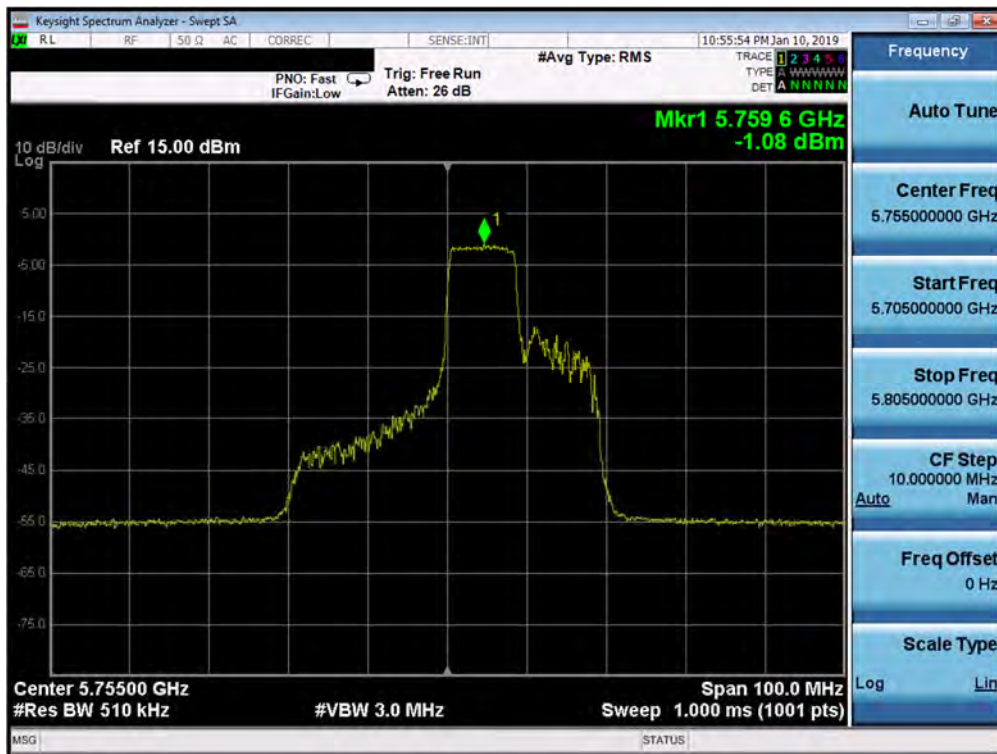 Keysight Spectrum Analyzer - Swept SA
LXI RL RF 50 Ω AC CORREC SENSE:INT 10:55:54 PM Jan 10, 2019
#Avg Type: RMS TRACE 1 2 3 4 5 6
PNO: Fast Trig: Free Run TYPE A WWWWW
IFGain:Low Atten: 26 dB DET A N N N N N
Mkr1 5.759 6 GHz
-1.08 dBm
10 dB/div Ref 15.00 dBm
Log
1
5.00
-5.00
-15.0
-25.0
-35.0
-45.0
-55.0
-65.0
-75.0
Center 5.75500 GHz Span 100.0 MHz
#Res BW 510 kHz #VBW 3.0 MHz Sweep 1.000 ms (1001 pts)
MSG STATUS
Frequency
Auto Tune
Center Freq
5.755000000 GHz
Start Freq
5.705000000 GHz
Stop Freq
5.805000000 GHz
CF Step
10.000000 MHz
Auto Man
Freq Offset
0 Hz
Scale Type
Log Lin